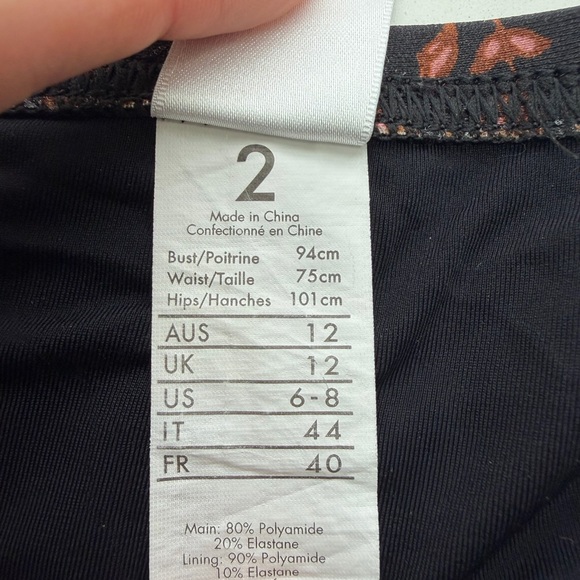 2
Made in China
Confectionné en Chine
Bust/Poitrine 94cm
Waist/Taille 75cm
Hips/Hanches 101cm
AUS 12
UK 12
US 6-8
IT 44
FR 40
Main: 80% Polyamide
20% Elastane
Lining: 90% Polyamide
10% Elastane